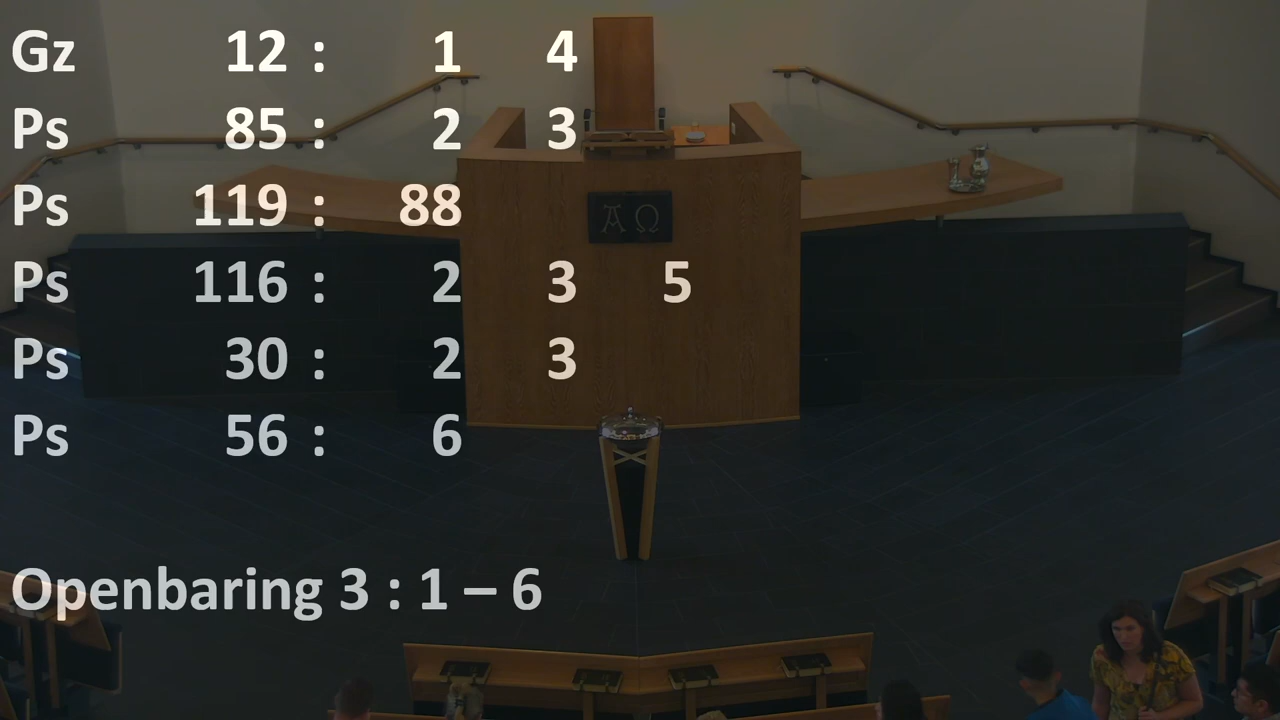 Gz 12 : 1 4
Ps 85 : 2 3
Ps 119 : 88
Ps 116 : 2 3 5
Ps 30 : 2 3
Ps 56 : 6
Openbaring 3 : 1 – 6
Α Ω